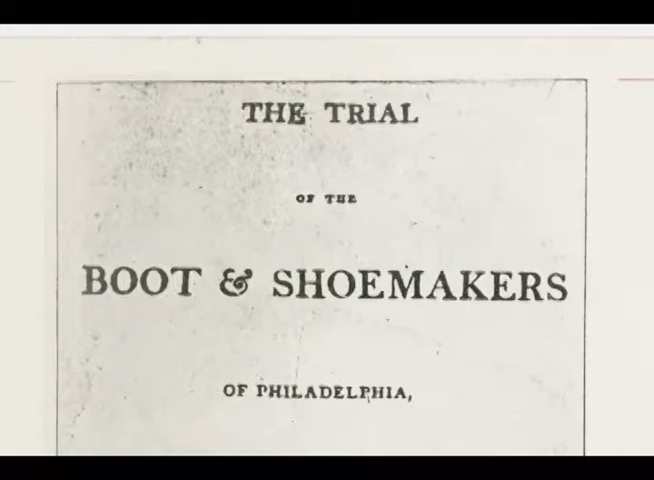 THE TRIAL
OF THE
BOOT & SHOEMAKERS
OF PHILADELPHIA,